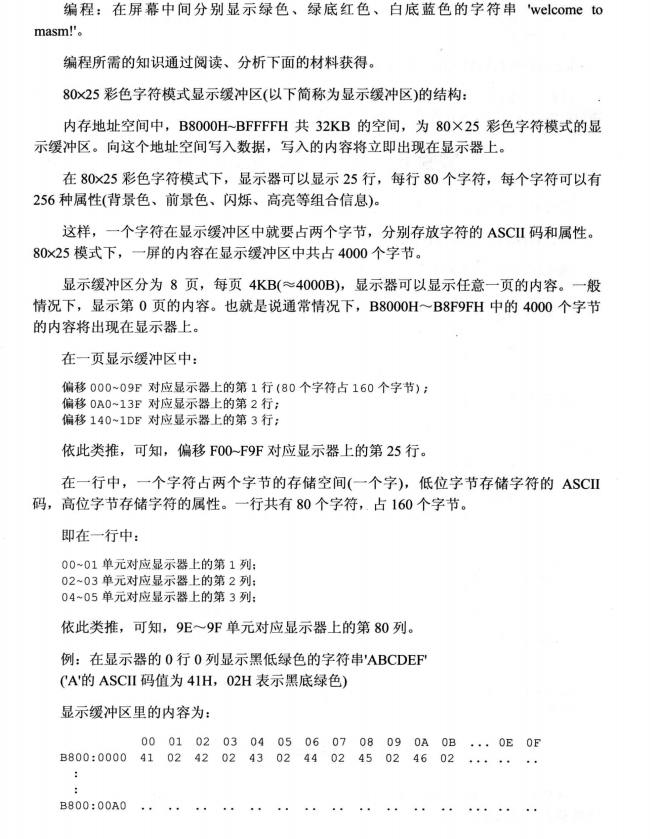 编程：在屏幕中间分别显示绿色、绿底红色、白底蓝色的字符串 'welcome to
masm!'。
编程所需的知识通过阅读、分析下面的材料获得。
80×25 彩色字符模式显示缓冲区(以下简称为显示缓冲区)的结构：
内存地址空间中，B8000H~BFFFFH 共 32KB 的空间，为 80×25 彩色字符模式的显
示缓冲区。向这个地址空间写入数据，写入的内容将立即出现在显示器上。
在 80×25 彩色字符模式下，显示器可以显示 25 行，每行 80 个字符，每个字符可以有
256 种属性(背景色、前景色、闪烁、高亮等组合信息)。
这样，一个字符在显示缓冲区中就要占两个字节，分别存放字符的 ASCII 码和属性。
80×25 模式下，一屏的内容在显示缓冲区中共占 4000 个字节。
显示缓冲区分为 8 页，每页 4KB(≈4000B)，显示器可以显示任意一页的内容。一般
情况下，显示第 0 页的内容。也就是说通常情况下，B8000H～B8F9FH 中的 4000 个字节
的内容将出现在显示器上。
在一页显示缓冲区中：
偏移 000~09F 对应显示器上的第 1 行(80 个字符占 160 个字节)；
偏移 0A0~13F 对应显示器上的第 2 行；
偏移 140~1DF 对应显示器上的第 3 行；
依此类推，可知，偏移 F00~F9F 对应显示器上的第 25 行。
在一行中，一个字符占两个字节的存储空间(一个字)，低位字节存储字符的 ASCII
码，高位字节存储字符的属性。一行共有 80 个字符，占 160 个字节。
即在一行中：
00~01 单元对应显示器上的第 1 列；
02~03 单元对应显示器上的第 2 列；
04~05 单元对应显示器上的第 3 列；
依此类推，可知，9E～9F 单元对应显示器上的第 80 列。
例：在显示器的 0 行 0 列显示黑低绿色的字符串'ABCDEF'
('A'的 ASCII 码值为 41H，02H 表示黑底绿色)
显示缓冲区里的内容为：
00 01 02 03 04 05 06 07 08 09 0A 0B ... 0E 0F
B800:0000 41 02 42 02 43 02 44 02 45 02 46 02 ... .. ..
:
:
B800:00A0 .. .. .. .. .. .. .. .. .. .. .. .. ... .. ..